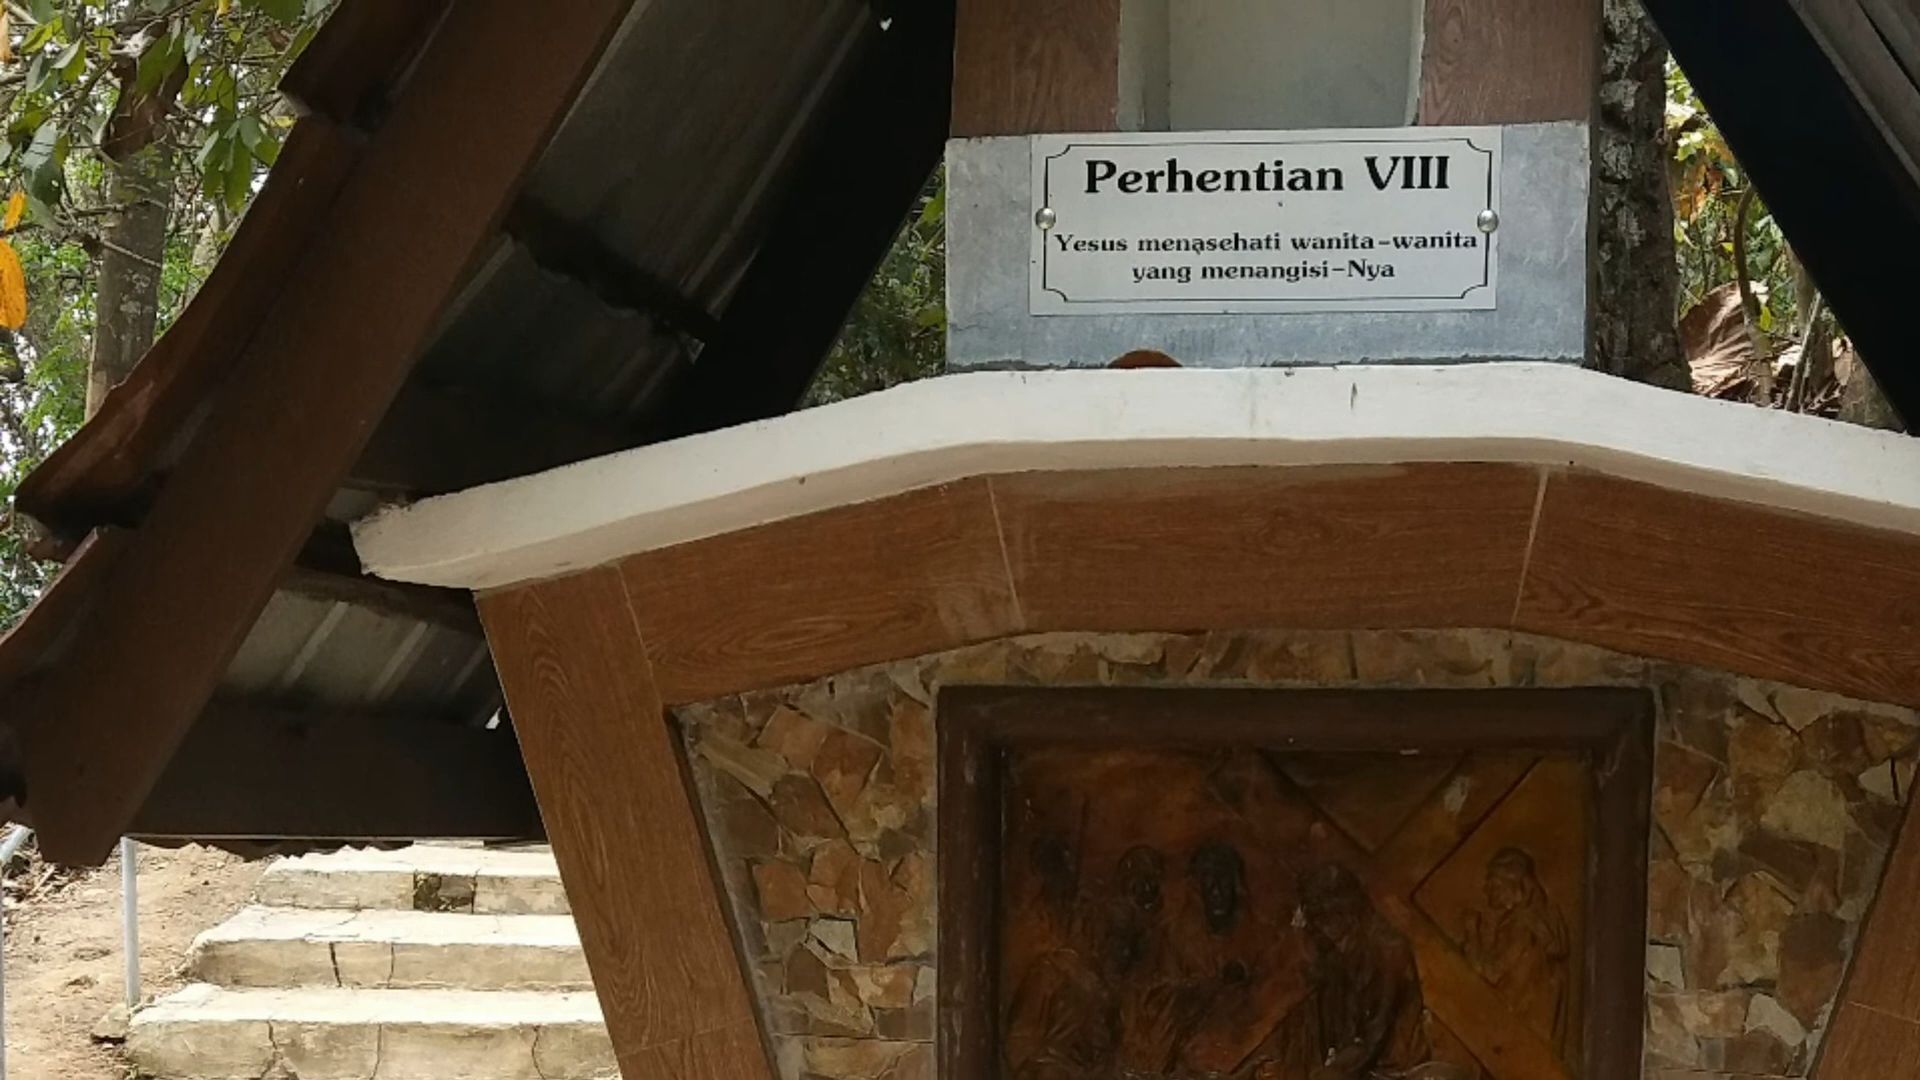 Perhentian VIII
Yesus menasehati wanita-wanita
yang menangisi-Nya